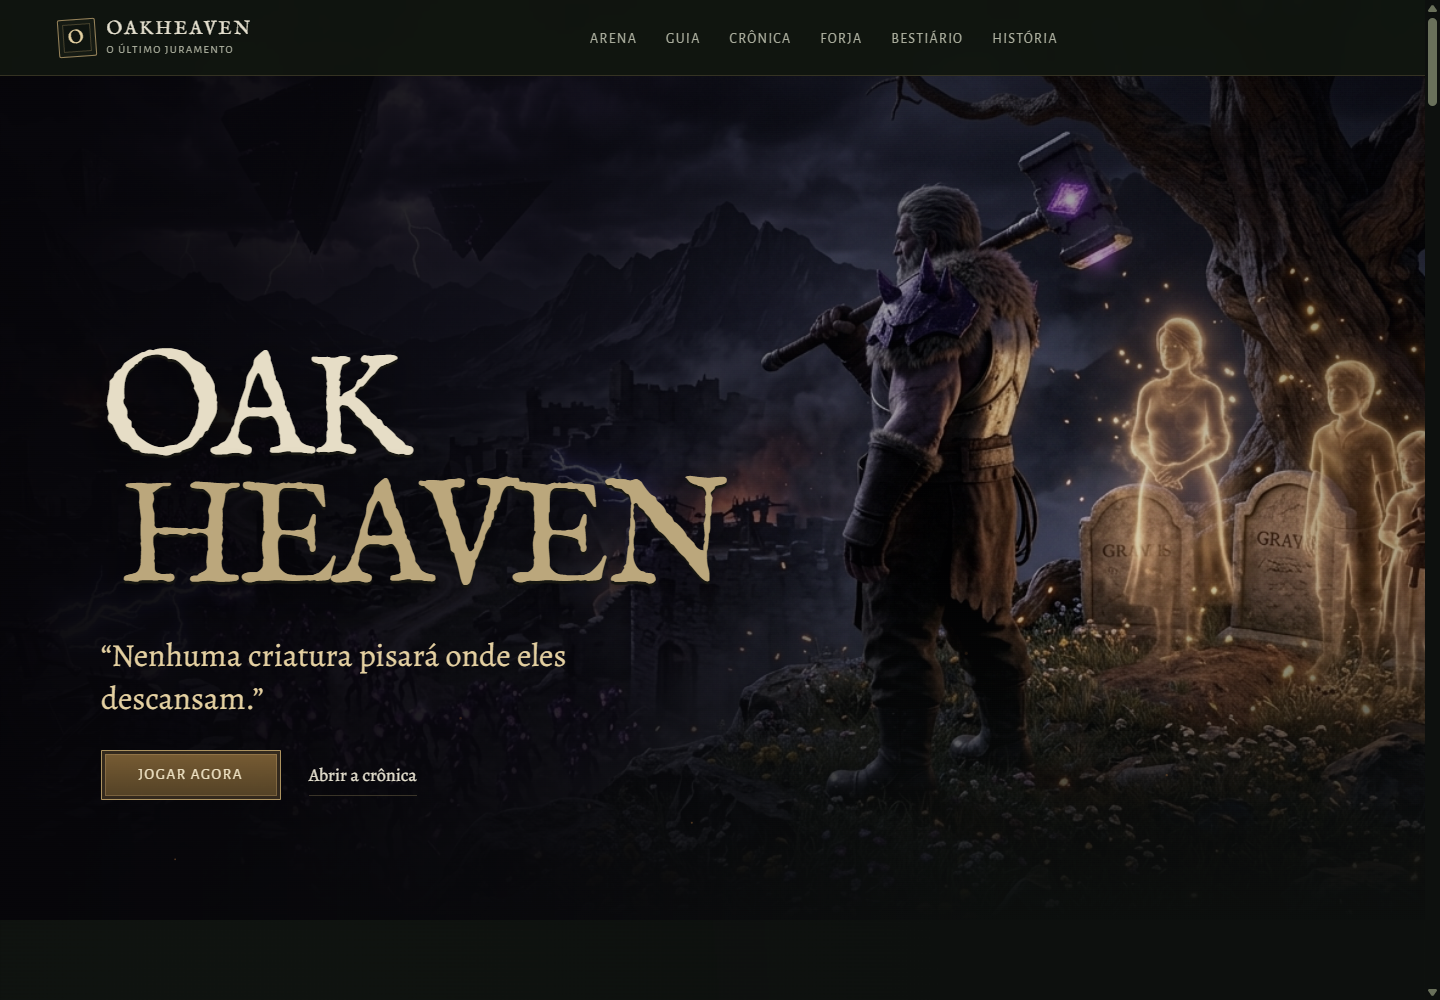 O
OAKHEAVEN
O ÚLTIMO JURAMENTO
ARENA GUIA CRÔNICA FORJA BESTIÁRIO HISTÓRIA
OAK
HEAVEN
“Nenhuma criatura pisará onde eles
descansam.”
JOGAR AGORA
Abrir a crônica